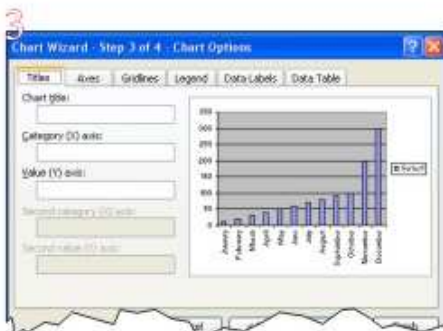 3
Chart Wizard - Step 3 of 4 - Chart Options
Titles Axes Gridlines Legend Data Labels Data Table
Chart title:
Category (X) axis:
Value (Y) axis:
Second category (X) axis:
Second value (Y) axis:
350
300
250
200
150
100
50
0
January February March April May June July August September October November December